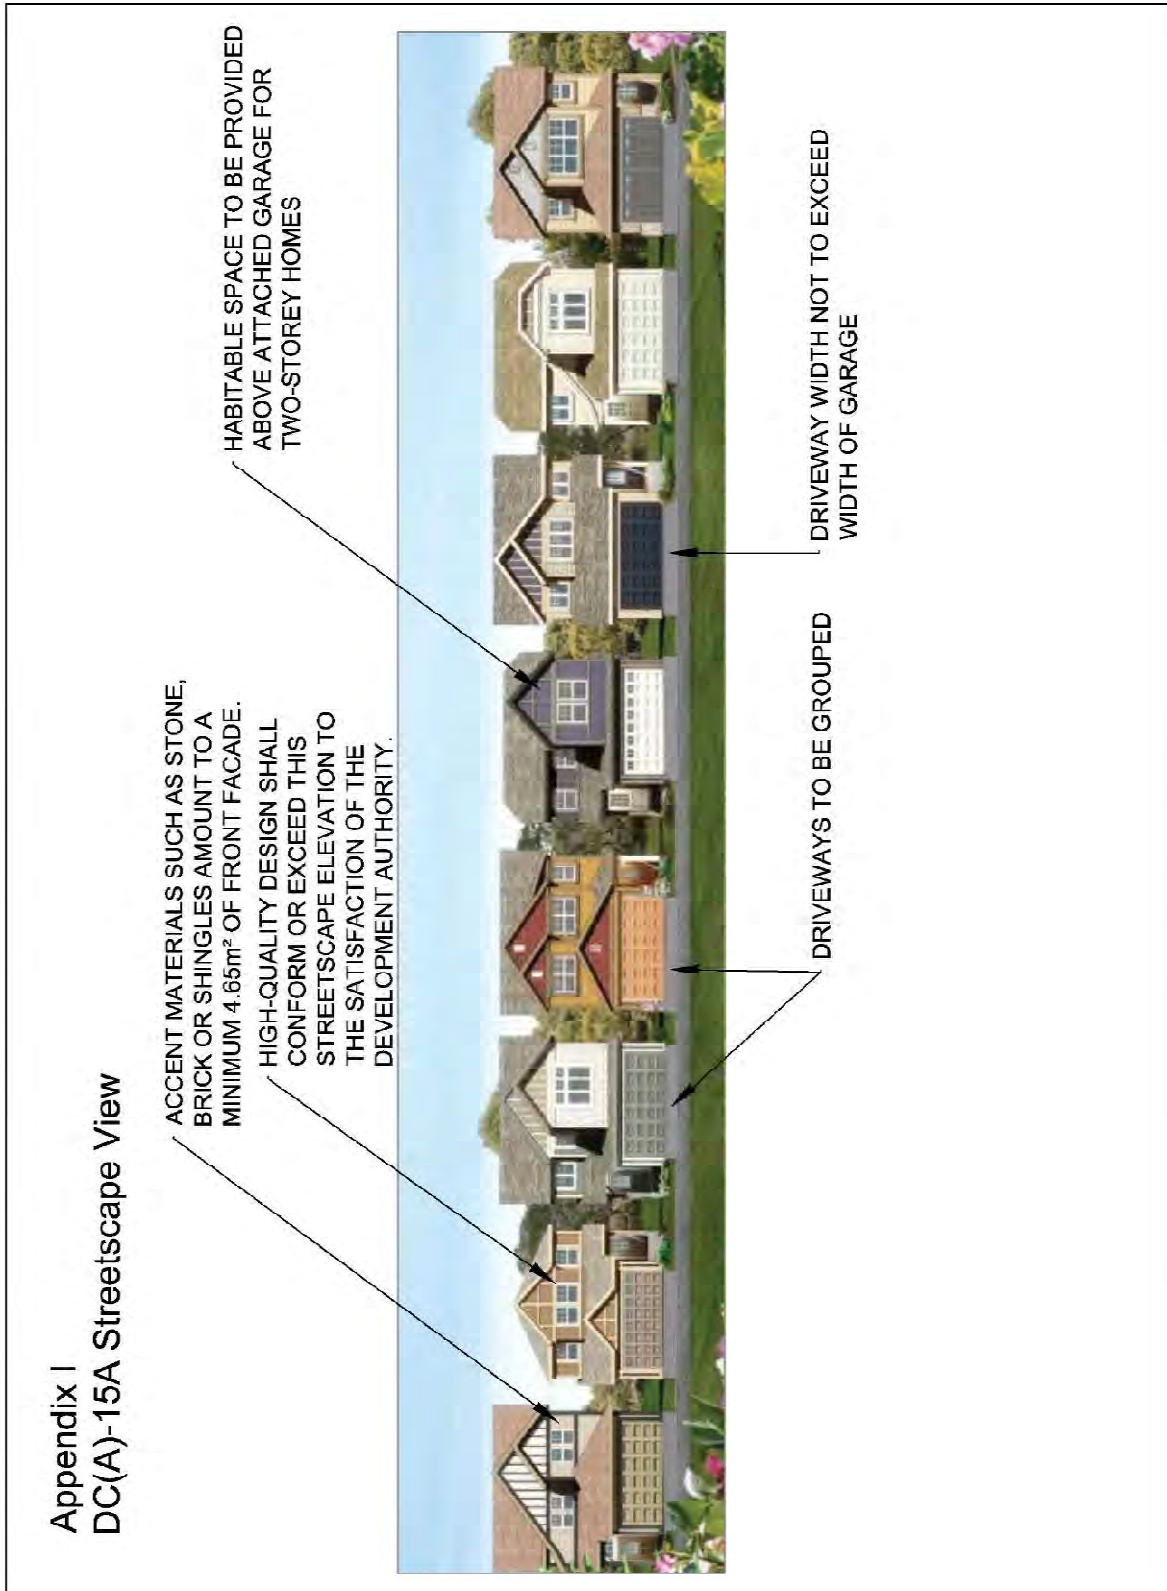 Appendix I
DC(A)-15A Streetscape View
ACCENT MATERIALS SUCH AS STONE,
BRICK OR SHINGLES AMOUNT TO A
MINIMUM 4.65m² OF FRONT FACADE.
HIGH-QUALITY DESIGN SHALL
CONFORM OR EXCEED THIS
STREETSCAPE ELEVATION TO
THE SATISFACTION OF THE
DEVELOPMENT AUTHORITY.
HABITABLE SPACE TO BE PROVIDED
ABOVE ATTACHED GARAGE FOR
TWO-STOREY HOMES
DRIVEWAYS TO BE GROUPED
DRIVEWAY WIDTH NOT TO EXCEED
WIDTH OF GARAGE